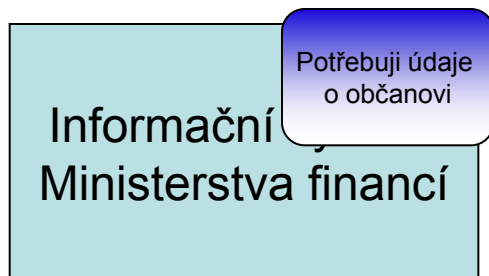 Potřebuji údaje
o občanovi
Informační
Ministerstva financí